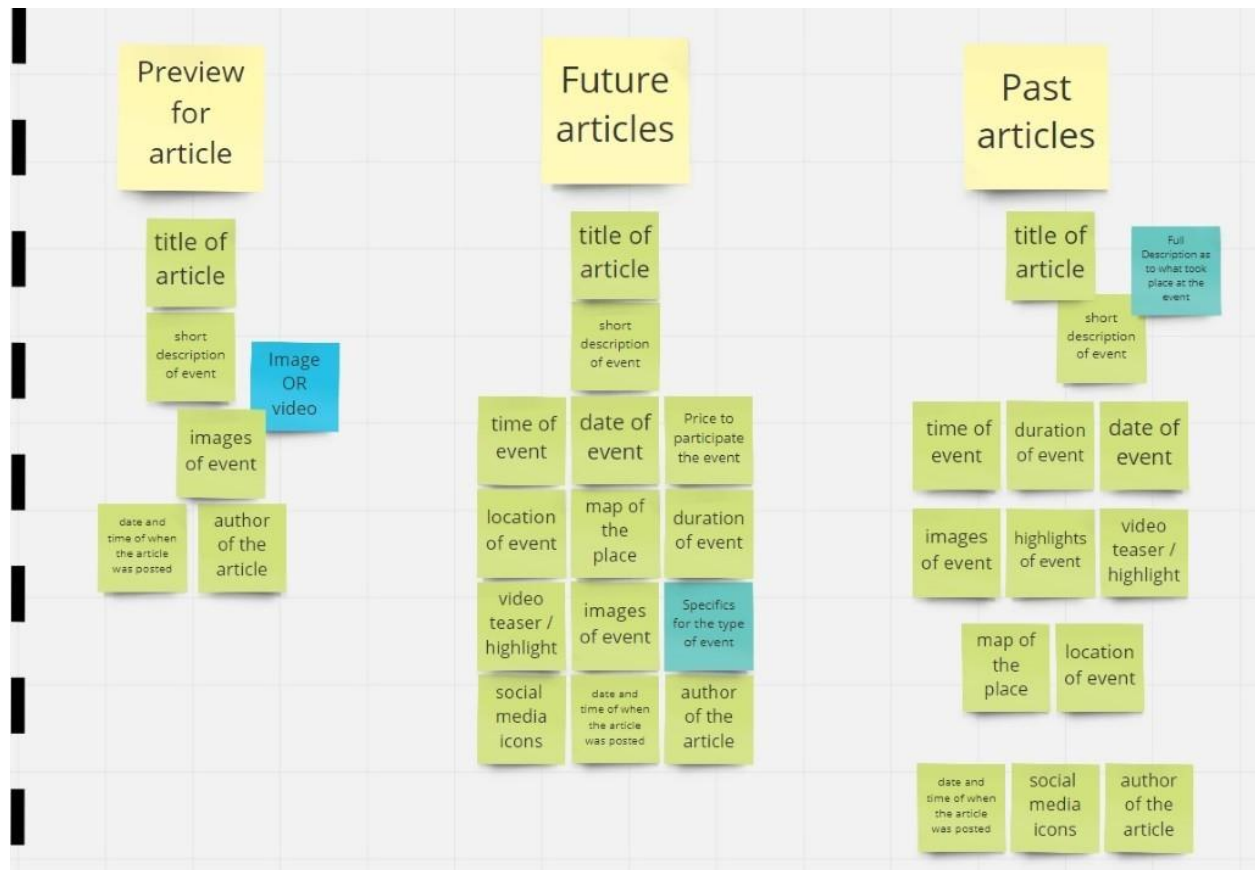 Preview
for
article
title of
article
short
description
of event
Image
OR
video
images
of event
date and
time of when
the article
was posted
author
of the
article
Future
articles
title of
article
short
description
of event
time of
event
date of
event
Price to
participate
the event
location
of event
map of
the
place
duration
of event
video
teaser /
highlight
images
of event
Specifics
for the type
of event
social
media
icons
date and
time of when
the article
was posted
author
of the
article
Past
articles
title of
article
Full
Description as
to what took
place at the
event
short
description
of event
time of
event
duration
of event
date of
event
images
of event
highlights
of event
video
teaser /
highlight
map of
the
place
location
of event
date and
time of when
the article
was posted
social
media
icons
author
of the
article